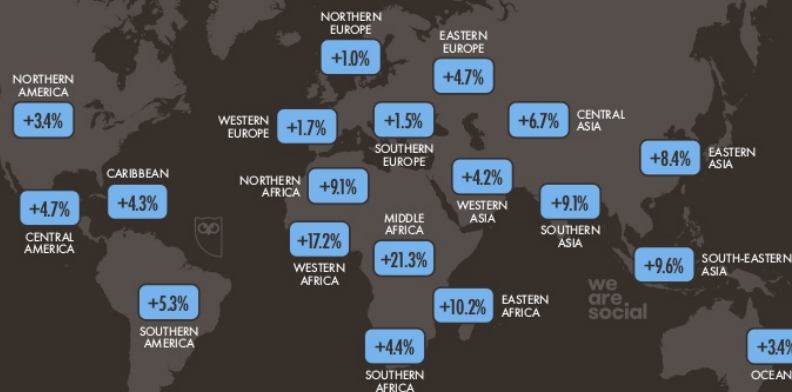 NORTHERN
EUROPE
+1.0%
EASTERN
EUROPE
+4.7%
NORTHERN
AMERICA
+3.4%
WESTERN
EUROPE
+1.7%
+1.5%
SOUTHERN
EUROPE
+6.7%
CENTRAL
ASIA
+8.4%
EASTERN
ASIA
CARIBBEAN
+4.3%
NORTHERN
AFRICA
+9.1%
+4.2%
WESTERN
ASIA
+9.1%
SOUTHERN
ASIA
+4.7%
CENTRAL
AMERICA
+17.2%
WESTERN
AFRICA
MIDDLE
AFRICA
+21.3%
+9.6%
SOUTH-EASTERN
ASIA
+5.3%
SOUTHERN
AMERICA
+10.2%
EASTERN
AFRICA
we
are
social
+4.4%
SOUTHERN
AFRICA
+3.4%
OCEAN